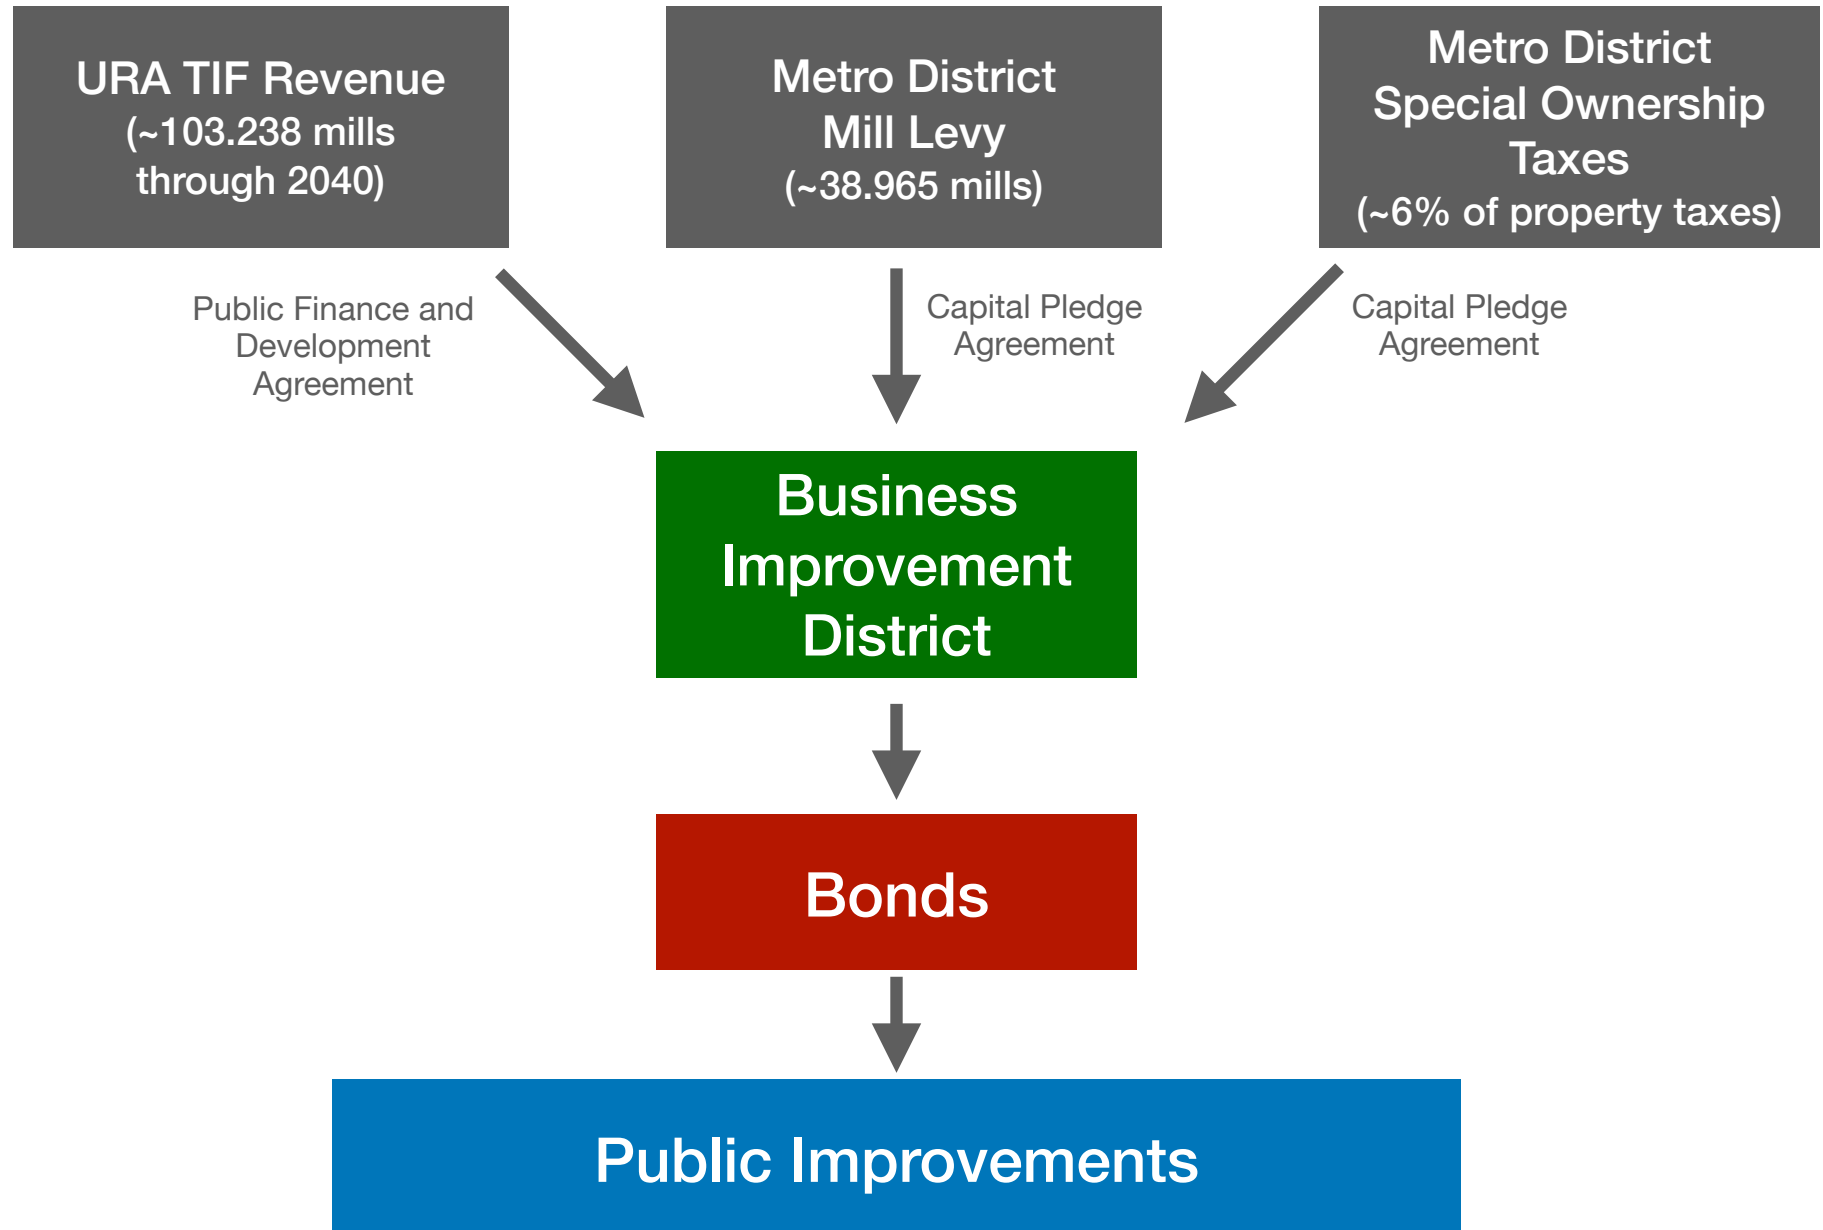 URA TIF Revenue
(~103.238 mills
through 2040)
Metro District
Mill Levy
(~38.965 mills)
Metro District
Special Ownership
Taxes
(~6% of property taxes)
Public Finance and
Development
Agreement
Capital Pledge
Agreement
Capital Pledge
Agreement
Business
Improvement
District
Bonds
Public Improvements